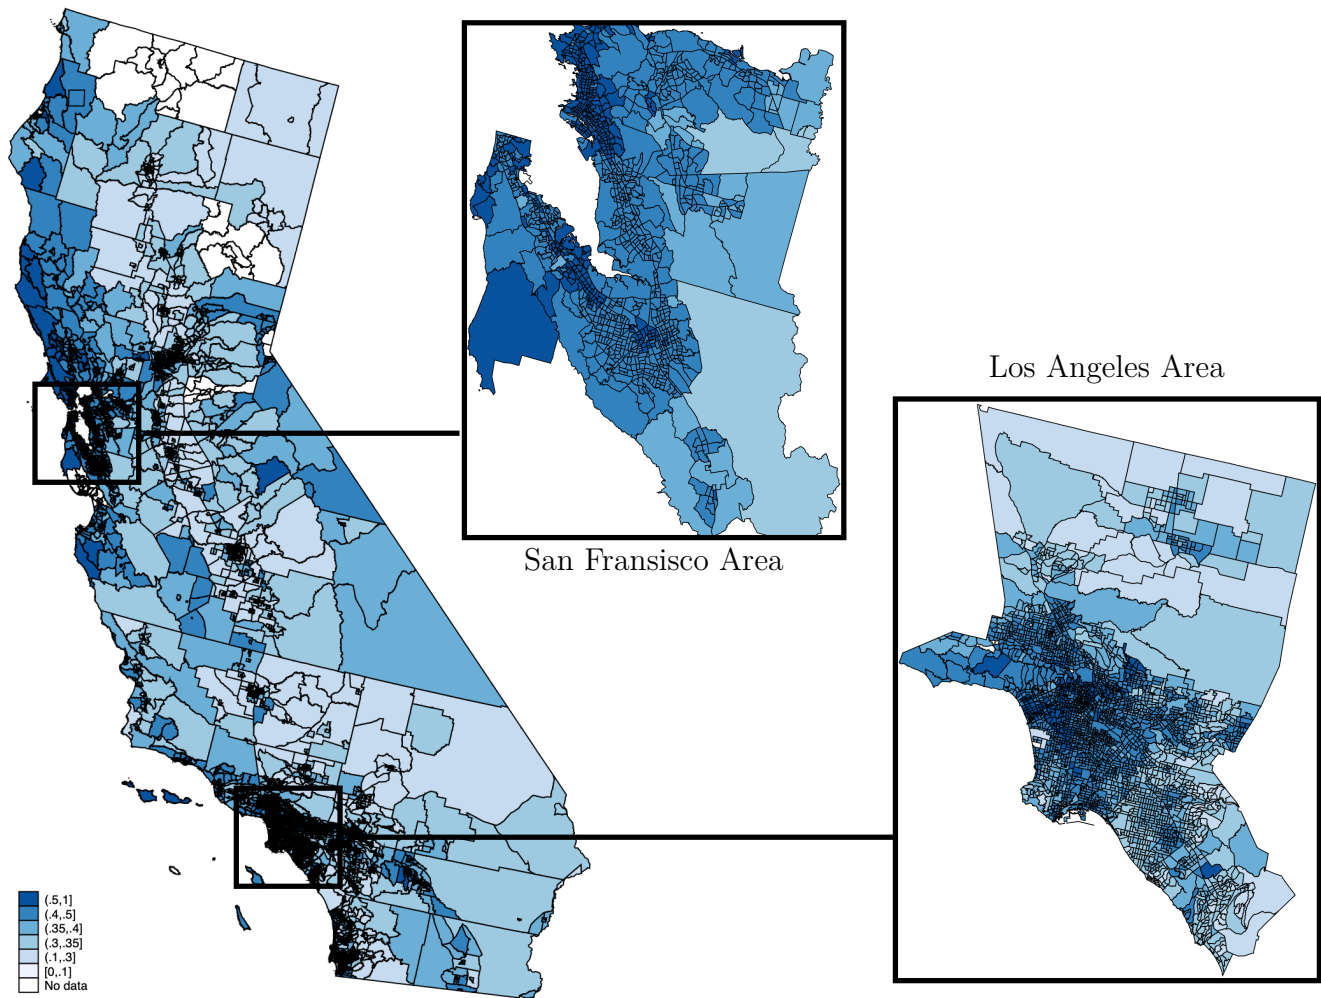 San Fransisco Area
Los Angeles Area
(.5,1]
(.4,.5]
(.35,.4]
(.3,.35]
(.1,.3]
[0,.1]
No data